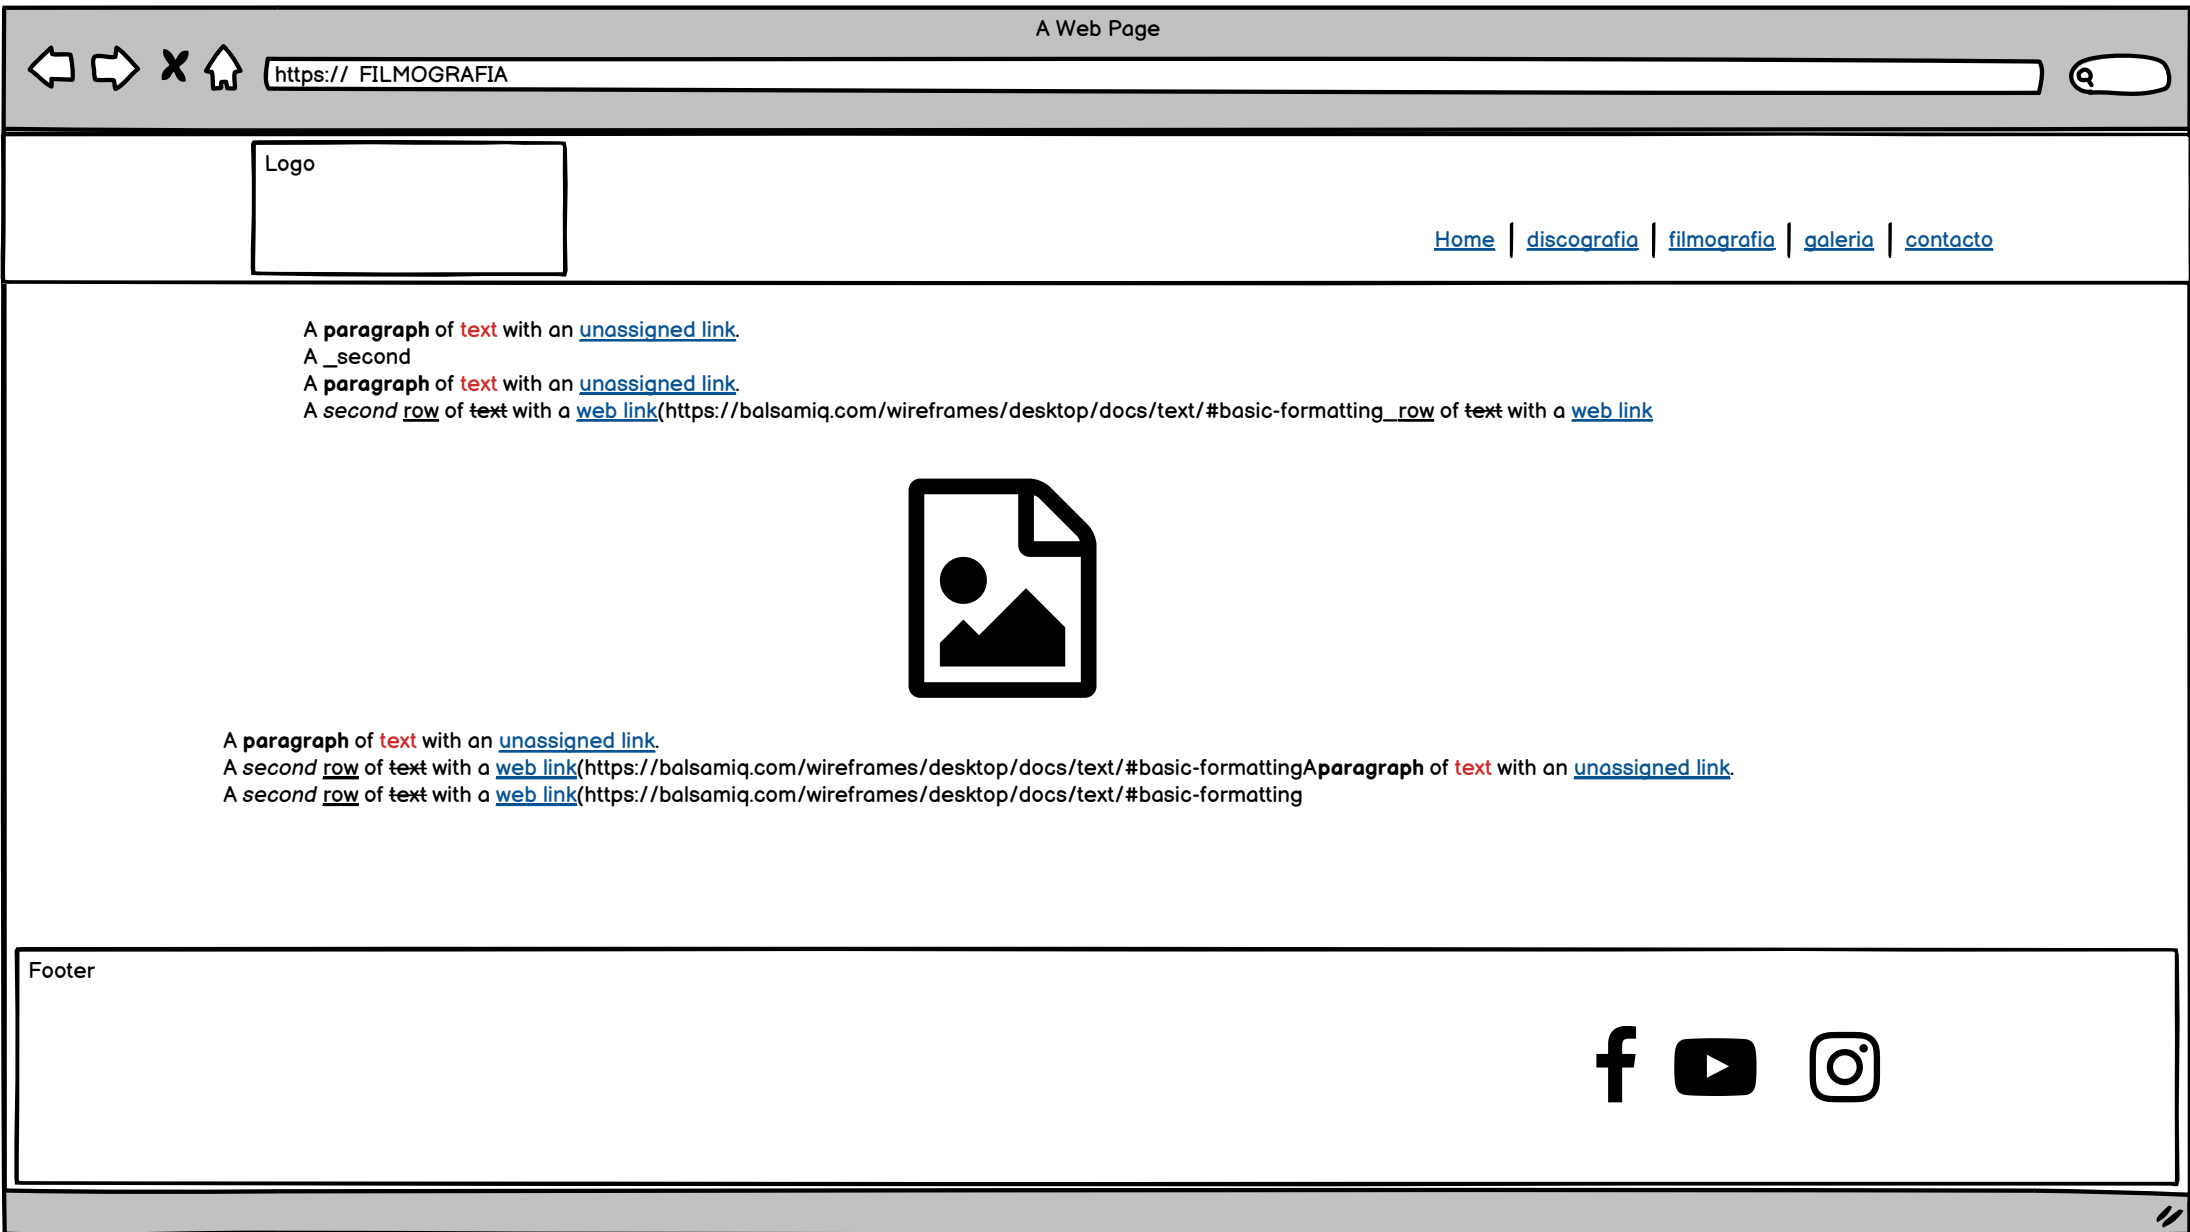 A Web Page
https:// FILMOGRAFIA
Logo
Home | discografia | filmografia | galeria | contacto
A paragraph of text with an unassigned link.
A _second
A paragraph of text with an unassigned link.
A second row of text with a web link(https://balsamiq.com/wireframes/desktop/docs/text/#basic-formatting_row of text with a web link
A paragraph of text with an unassigned link.
A second row of text with a web link(https://balsamiq.com/wireframes/desktop/docs/text/#basic-formattingAparagraph of text with an unassigned link.
A second row of text with a web link(https://balsamiq.com/wireframes/desktop/docs/text/#basic-formatting
Footer